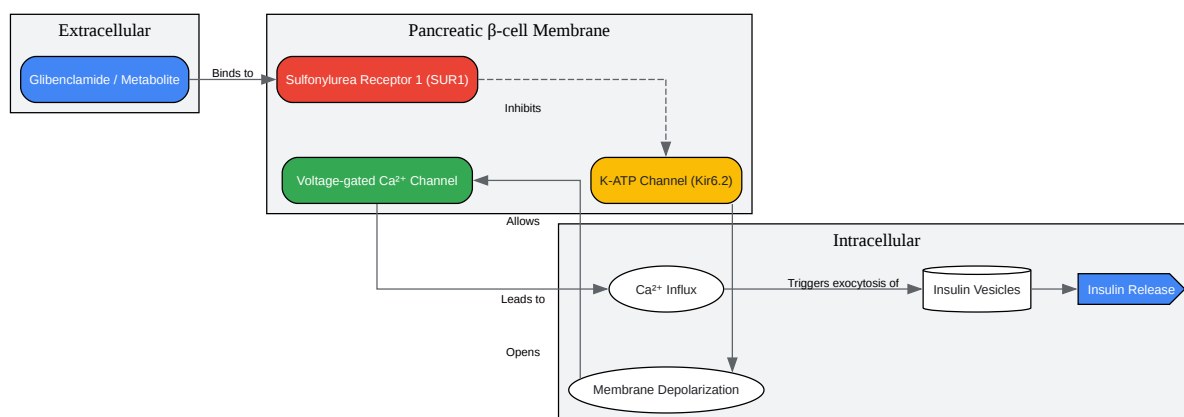 Extracellular
Pancreatic β-cell Membrane
Glibenclamide / Metabolite
Binds to
Sulfonylurea Receptor 1 (SUR1)
Inhibits
Voltage-gated Ca²⁺ Channel
K-ATP Channel (Kir6.2)
Allows
Intracellular
Leads to
Ca²⁺ Influx
Triggers exocytosis of
Insulin Vesicles
Insulin Release
Opens
Membrane Depolarization